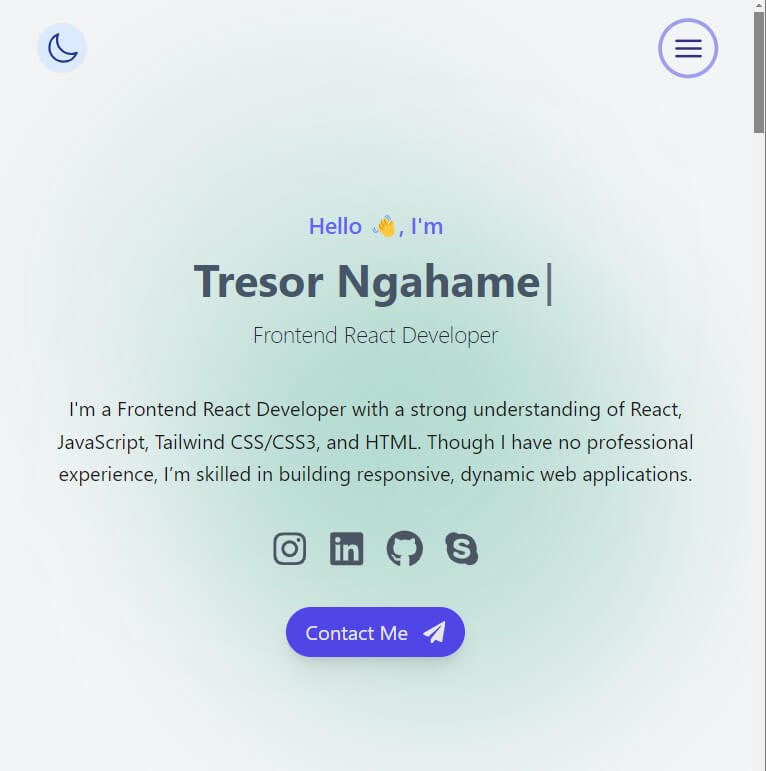 Hello 👋, I'm
Tresor Ngahame|
Frontend React Developer
I'm a Frontend React Developer with a strong understanding of React,
JavaScript, Tailwind CSS/CSS3, and HTML. Though I have no professional
experience, I’m skilled in building responsive, dynamic web applications.
Contact Me